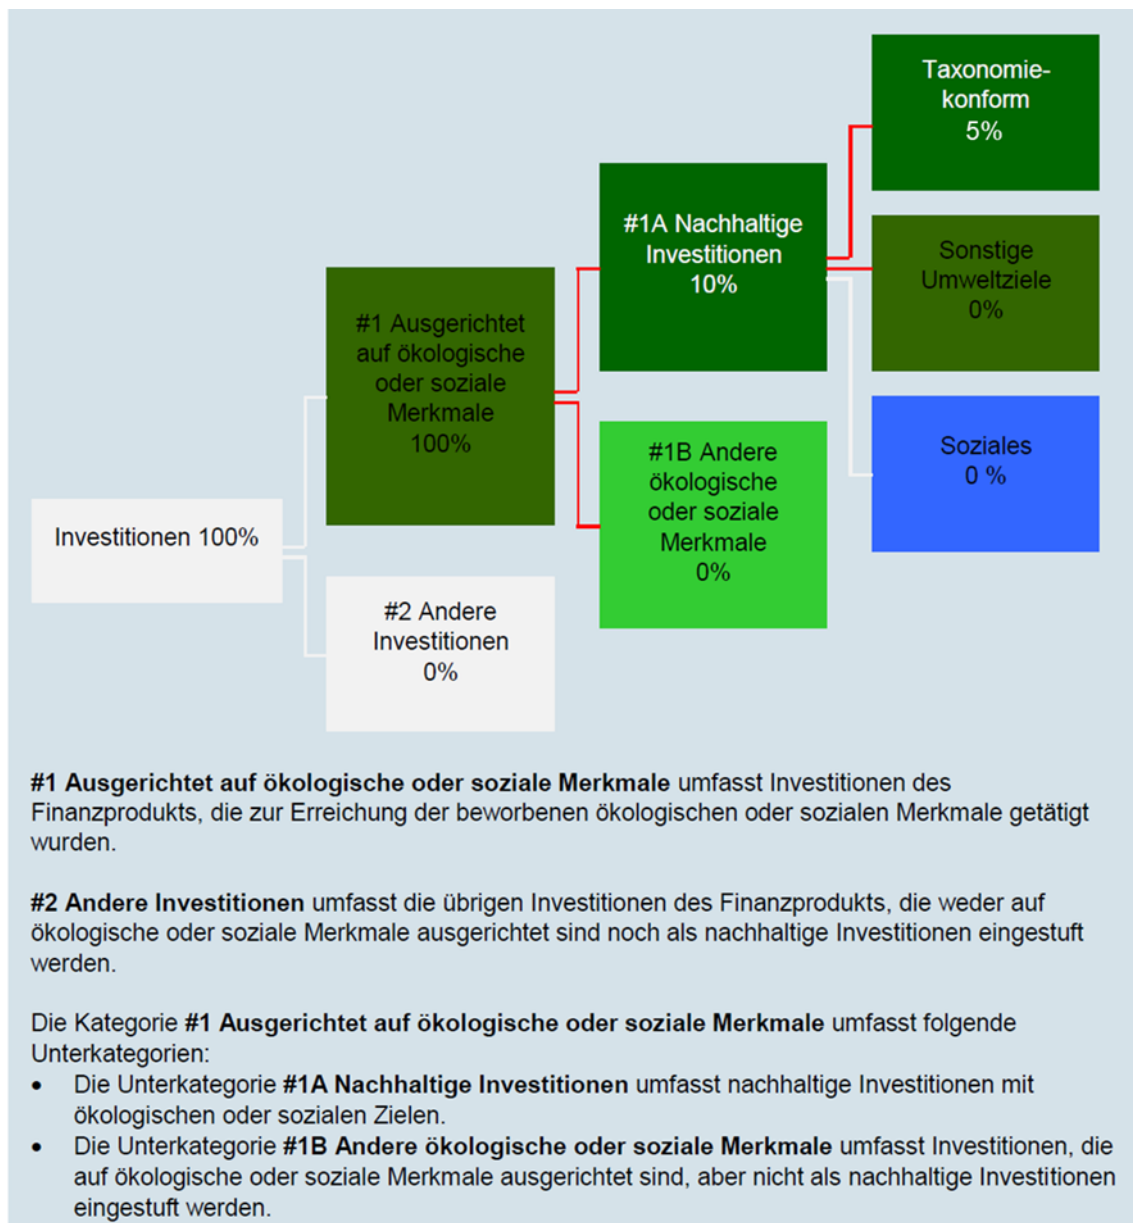 Taxonomie-
konform
5%
#1A Nachhaltige
Investitionen
10%
Sonstige
Umweltziele
0%
#1 Ausgerichtet
auf ökologische
oder soziale
Merkmale
100%
#1B Andere
ökologische
oder soziale
Merkmale
0%
Soziales
0 %
Investitionen 100%
#2 Andere
Investitionen
0%
#1 Ausgerichtet auf ökologische oder soziale Merkmale umfasst Investitionen des
Finanzprodukts, die zur Erreichung der beworbenen ökologischen oder sozialen Merkmale getätigt
wurden.
#2 Andere Investitionen umfasst die übrigen Investitionen des Finanzprodukts, die weder auf
ökologische oder soziale Merkmale ausgerichtet sind noch als nachhaltige Investitionen eingestuft
werden.
Die Kategorie #1 Ausgerichtet auf ökologische oder soziale Merkmale umfasst folgende
Unterkategorien:
• Die Unterkategorie #1A Nachhaltige Investitionen umfasst nachhaltige Investitionen mit
ökologischen oder sozialen Zielen.
• Die Unterkategorie #1B Andere ökologische oder soziale Merkmale umfasst Investitionen, die
auf ökologische oder soziale Merkmale ausgerichtet sind, aber nicht als nachhaltige Investitionen
eingestuft werden.